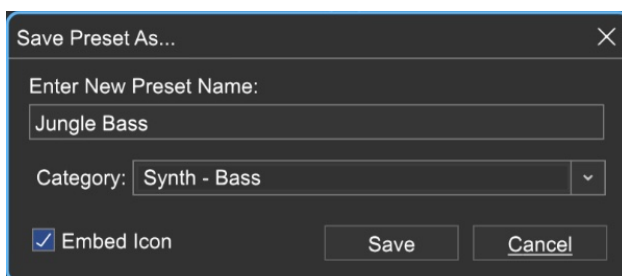 Save Preset As...
Enter New Preset Name:
Jungle Bass
Category: Synth - Bass
Embed Icon Save Cancel